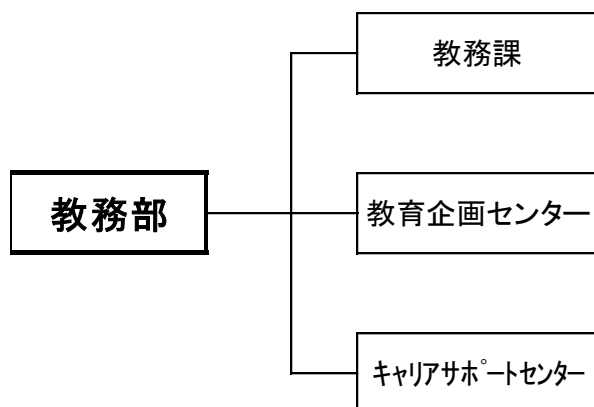 教務課
教務部
教育企画センター
キャリアサポートセンター